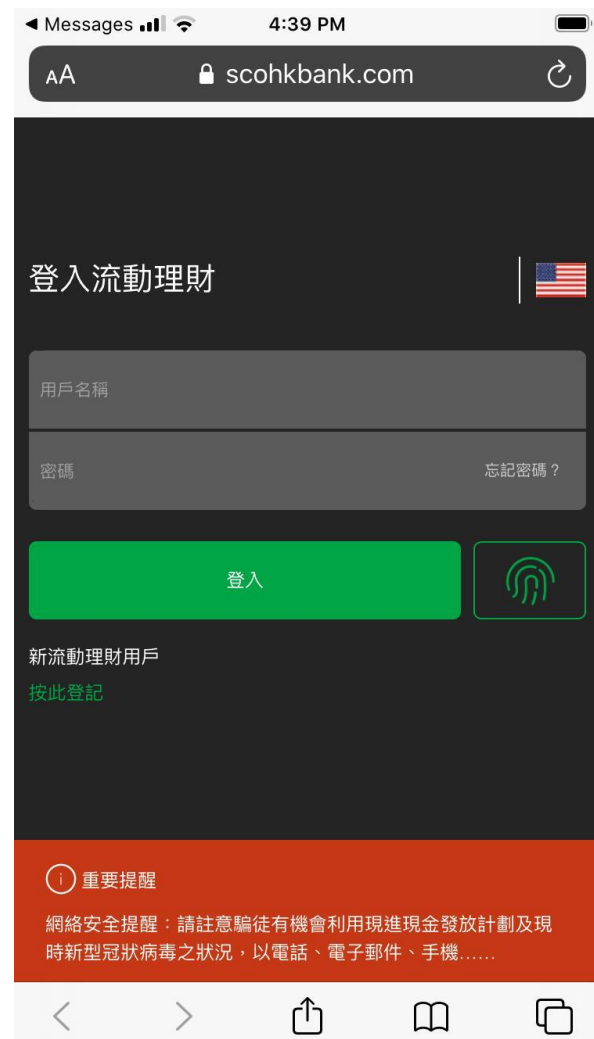 Messages 4:39 PM
AA scohkbank.com
登入流動理財
用戶名稱
密碼 忘記密碼？
登入
新流動理財用戶
按此登記
重要提醒
網絡安全提醒：請註意騙徒有機會利用現進現金發放計劃及現
時新型冠狀病毒之狀況，以電話、電子郵件、手機......